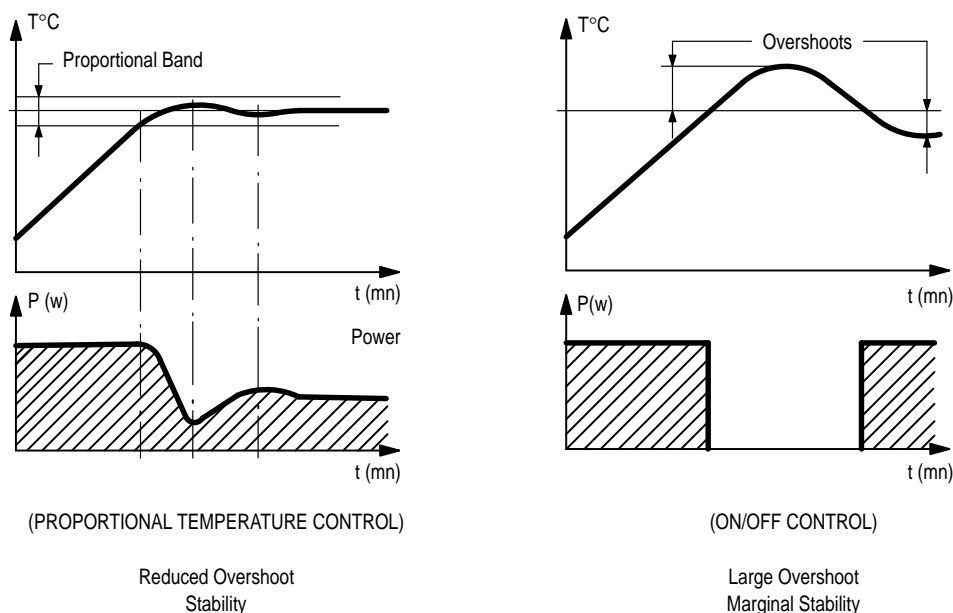 T°C
Proportional Band
t (mn)
P (w)
Power
t (mn)
(PROPORTIONAL TEMPERATURE CONTROL)
Reduced Overshoot
Stability
T°C
Overshoots
t (mn)
P(w)
t (mn)
(ON/OFF CONTROL)
Large Overshoot
Marginal Stability